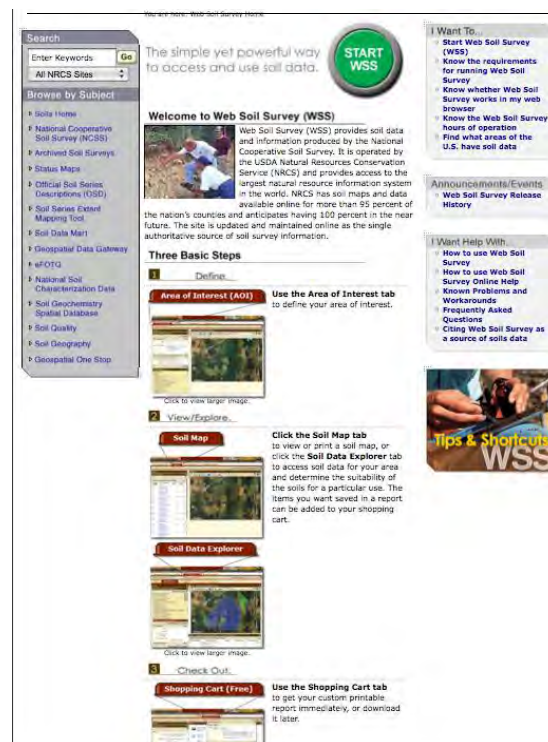 You are here: Web Soil Survey Home
Search
Enter Keywords
Go
All NRCS Sites
Browse by Subject
Soils Home
National Cooperative
Soil Survey (NCSS)
Archived Soil Surveys
Status Maps
Official Soil Series
Descriptions (OSD)
Soil Series Extent
Mapping Tool
Soil Data Mart
Geospatial Data Gateway
eFOTG
National Soil
Characterization Data
Soil Geochemistry
Spatial Database
Soil Quality
Soil Geography
Geospatial One Stop
The simple yet powerful way
to access and use soil data.
START
WSS
Welcome to Web Soil Survey (WSS)
Web Soil Survey (WSS) provides soil data
and information produced by the National
Cooperative Soil Survey. It is operated by
the USDA Natural Resources Conservation
Service (NRCS) and provides access to the
largest natural resource information system
in the world. NRCS has soil maps and data
available online for more than 95 percent of
the nation's counties and anticipates having 100 percent in the near
future. The site is updated and maintained online as the single
authoritative source of soil survey information.
Three Basic Steps
1 Define.
Area of Interest (AOI)
Use the Area of Interest tab
to define your area of interest.
Click to view larger image.
2 View/Explore.
Soil Map
Click the Soil Map tab
to view or print a soil map, or
click the Soil Data Explorer tab
to access soil data for your area
and determine the suitability of
the soils for a particular use. The
items you want saved in a report
can be added to your shopping
cart.
Soil Data Explorer
Click to view larger image.
3 Check Out.
Shopping Cart (Free)
Use the Shopping Cart tab
to get your custom printable
report immediately, or download
it later.
I Want To...
Start Web Soil Survey
(WSS)
Know the requirements
for running Web Soil
Survey
Know whether Web Soil
Survey works in my web
browser
Know the Web Soil Survey
hours of operation
Find what areas of the
U.S. have soil data
Announcements/Events
Web Soil Survey Release
History
I Want Help With...
How to use Web Soil
Survey
How to use Web Soil
Survey Online Help
Known Problems and
Workarounds
Frequently Asked
Questions
Citing Web Soil Survey as
a source of soils data
Tips & Shortcuts
WSS